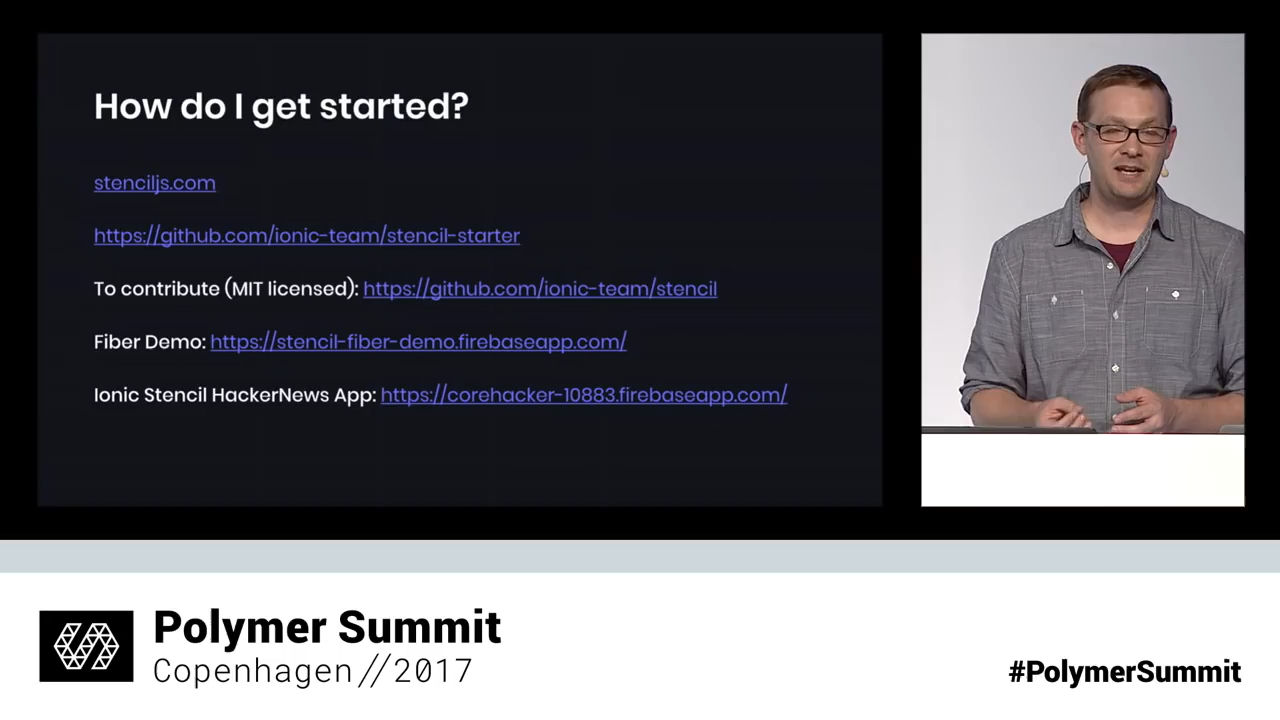 How do I get started?
stenciljs.com
https://github.com/ionic-team/stencil-starter
To contribute (MIT licensed): https://github.com/ionic-team/stencil
Fiber Demo: https://stencil-fiber-demo.firebaseapp.com/
Ionic Stencil HackerNews App: https://corehacker-10883.firebaseapp.com/
Polymer Summit
Copenhagen//2017
#PolymerSummit